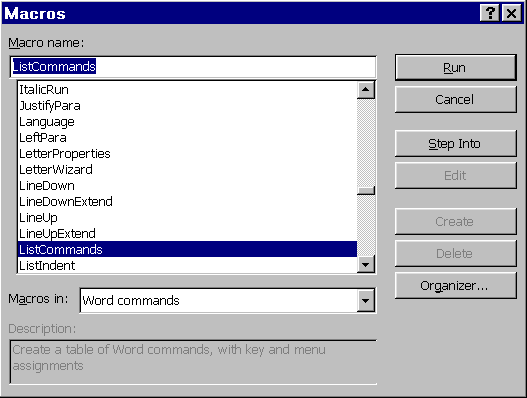 Macros
Macro name:
ListCommands
ItalicRun
JustifyPara
Language
LeftPara
LetterProperties
LetterWizard
LineDown
LineDownExtend
LineUp
LineUpExtend
ListCommands
ListIndent
Macros in:
Word commands
Description:
Create a table of Word commands, with key and menu
assignments
Run
Cancel
Step Into
Edit
Create
Delete
Organizer...